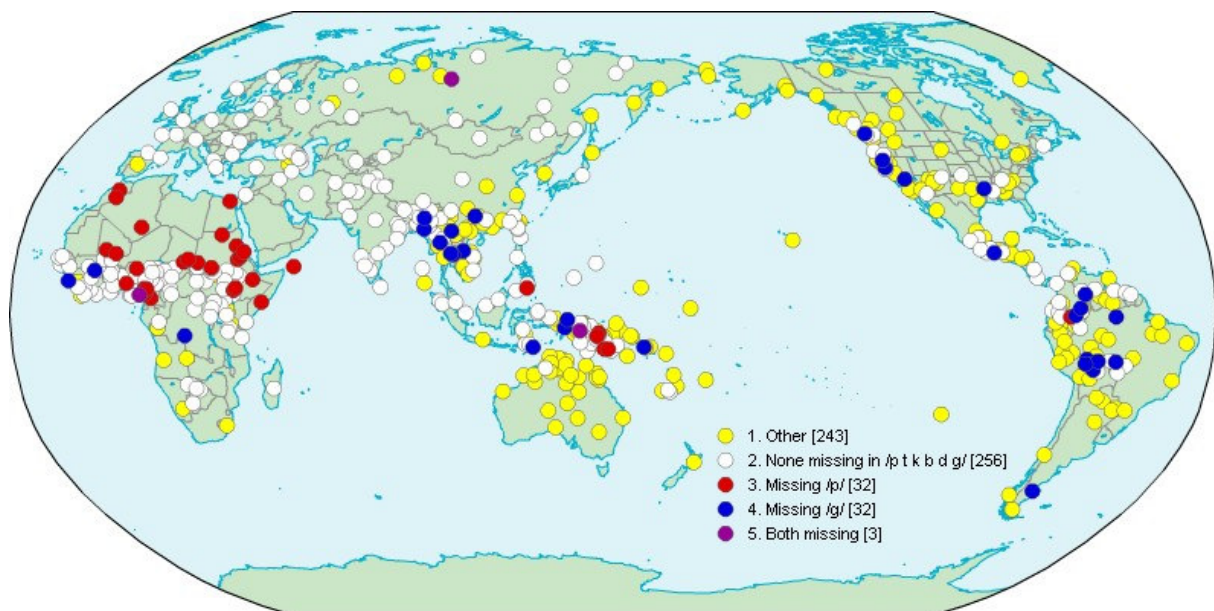 1. Other [243]
2. None missing in /p t k b d g/ [256]
3. Missing /p/ [32]
4. Missing /g/ [32]
5. Both missing [3]